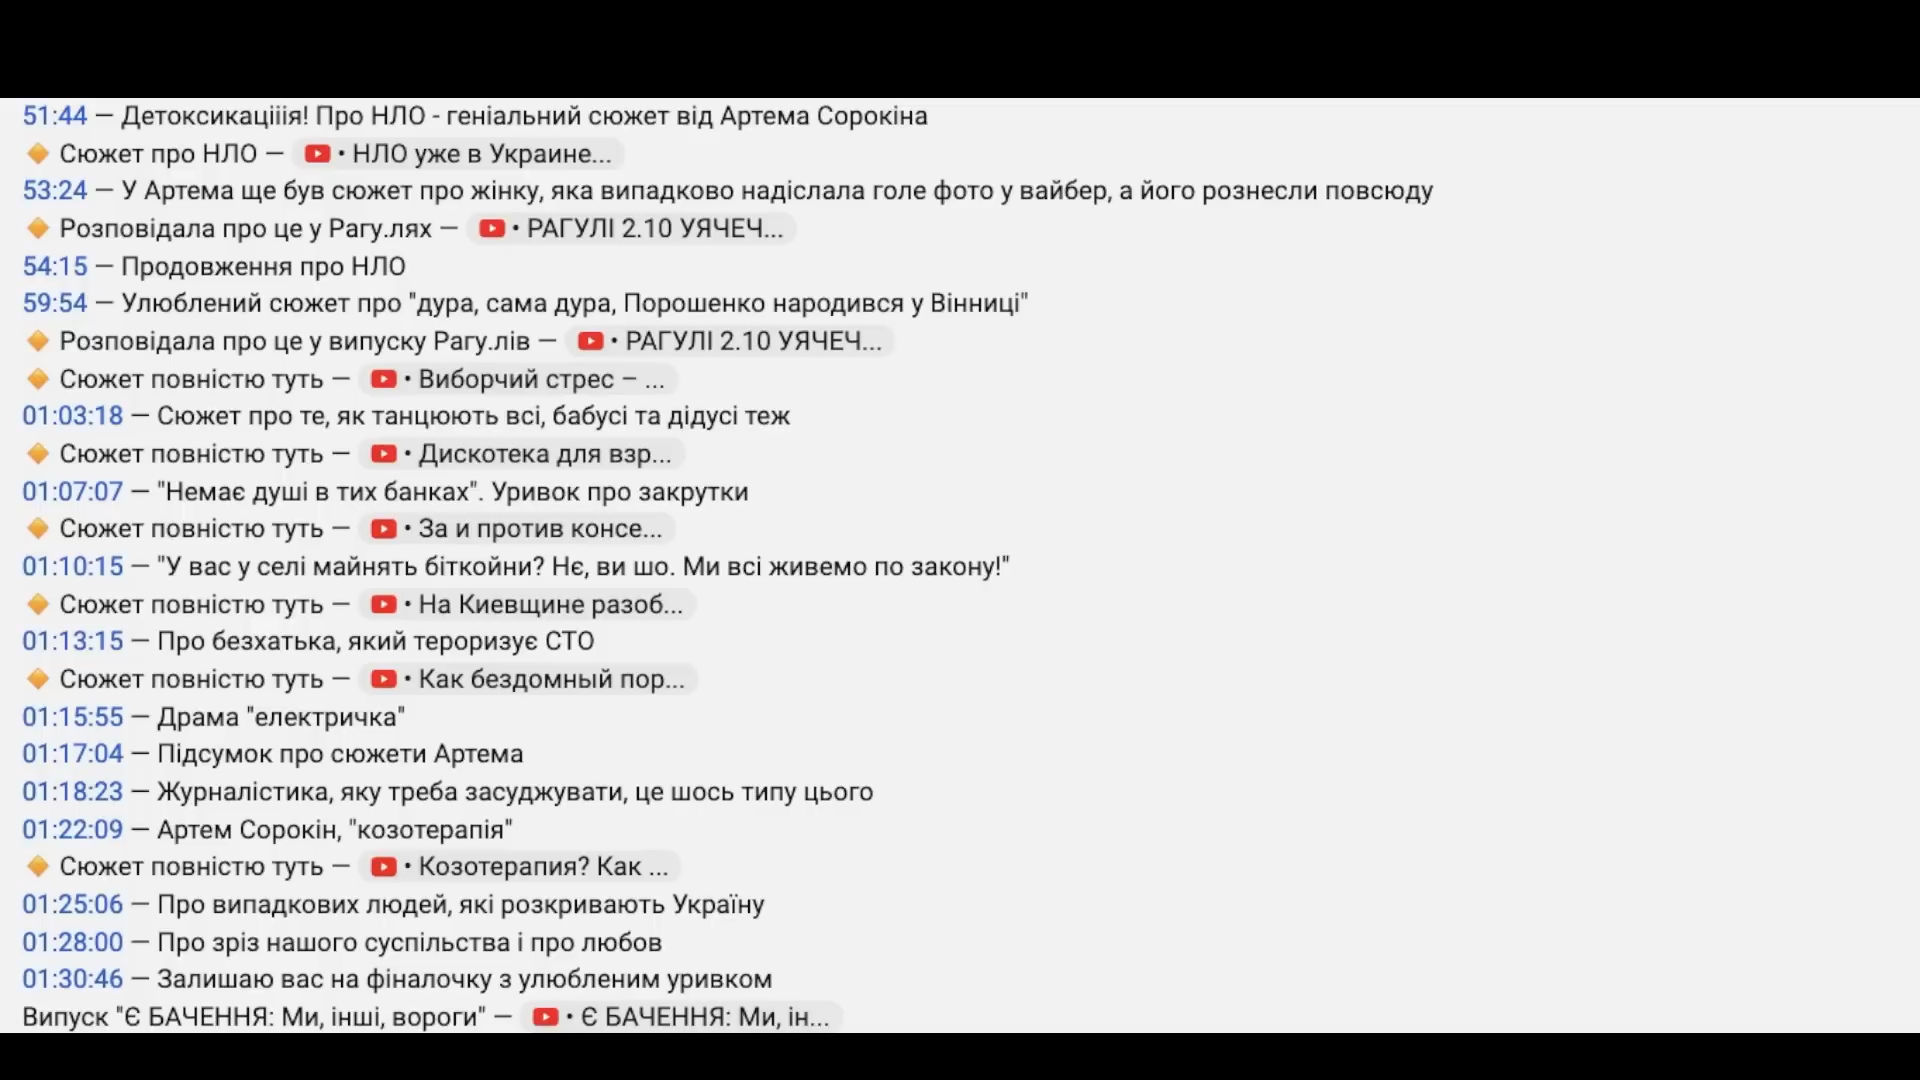 51:44 — Детоксикаціііія! Про НЛО - геніальний сюжет від Артема Сорокіна
🔸 Сюжет про НЛО — • НЛО уже в Украине...
53:24 — У Артема ще був сюжет про жінку, яка випадково надіслала голе фото у вайбер, а його рознесли повсюду
🔸 Розповідала про це у Рагу.лях — • РАГУЛІ 2.10 УЯЧЕЧ...
54:15 — Продовження про НЛО
59:54 — Улюблений сюжет про "дура, сама дура, Порошенко народився у Вінниці"
🔸 Розповідала про це у випуску Рагу.лів — • РАГУЛІ 2.10 УЯЧЕЧ...
🔸 Сюжет повністю туть — • Виборчий стрес – ...
01:03:18 — Сюжет про те, як танцюють всі, бабусі та дідусі теж
🔸 Сюжет повністю туть — • Дискотека для взр...
01:07:07 — "Немає душі в тих банках". Уривок про закрутки
🔸 Сюжет повністю туть — • За и против консе...
01:10:15 — "У вас у селі майнять біткойни? Нє, ви шо. Ми всі живемо по закону!"
🔸 Сюжет повністю туть — • На Киевщине разоб...
01:13:15 — Про безхатька, який тероризує СТО
🔸 Сюжет повністю туть — • Как бездомный пор...
01:15:55 — Драма "електричка"
01:17:04 — Підсумок про сюжети Артема
01:18:23 — Журналістика, яку треба засуджувати, це шось типу цього
01:22:09 — Артем Сорокін, "козотерапія"
🔸 Сюжет повністю туть — • Козотерапия? Как ...
01:25:06 — Про випадкових людей, які розкривають Україну
01:28:00 — Про зріз нашого суспільства і про любов
01:30:46 — Залишаю вас на фіналочку з улюбленим уривком
Випуск "Є БАЧЕННЯ: Ми, інші, вороги" — • Є БАЧЕННЯ: Ми, ін...